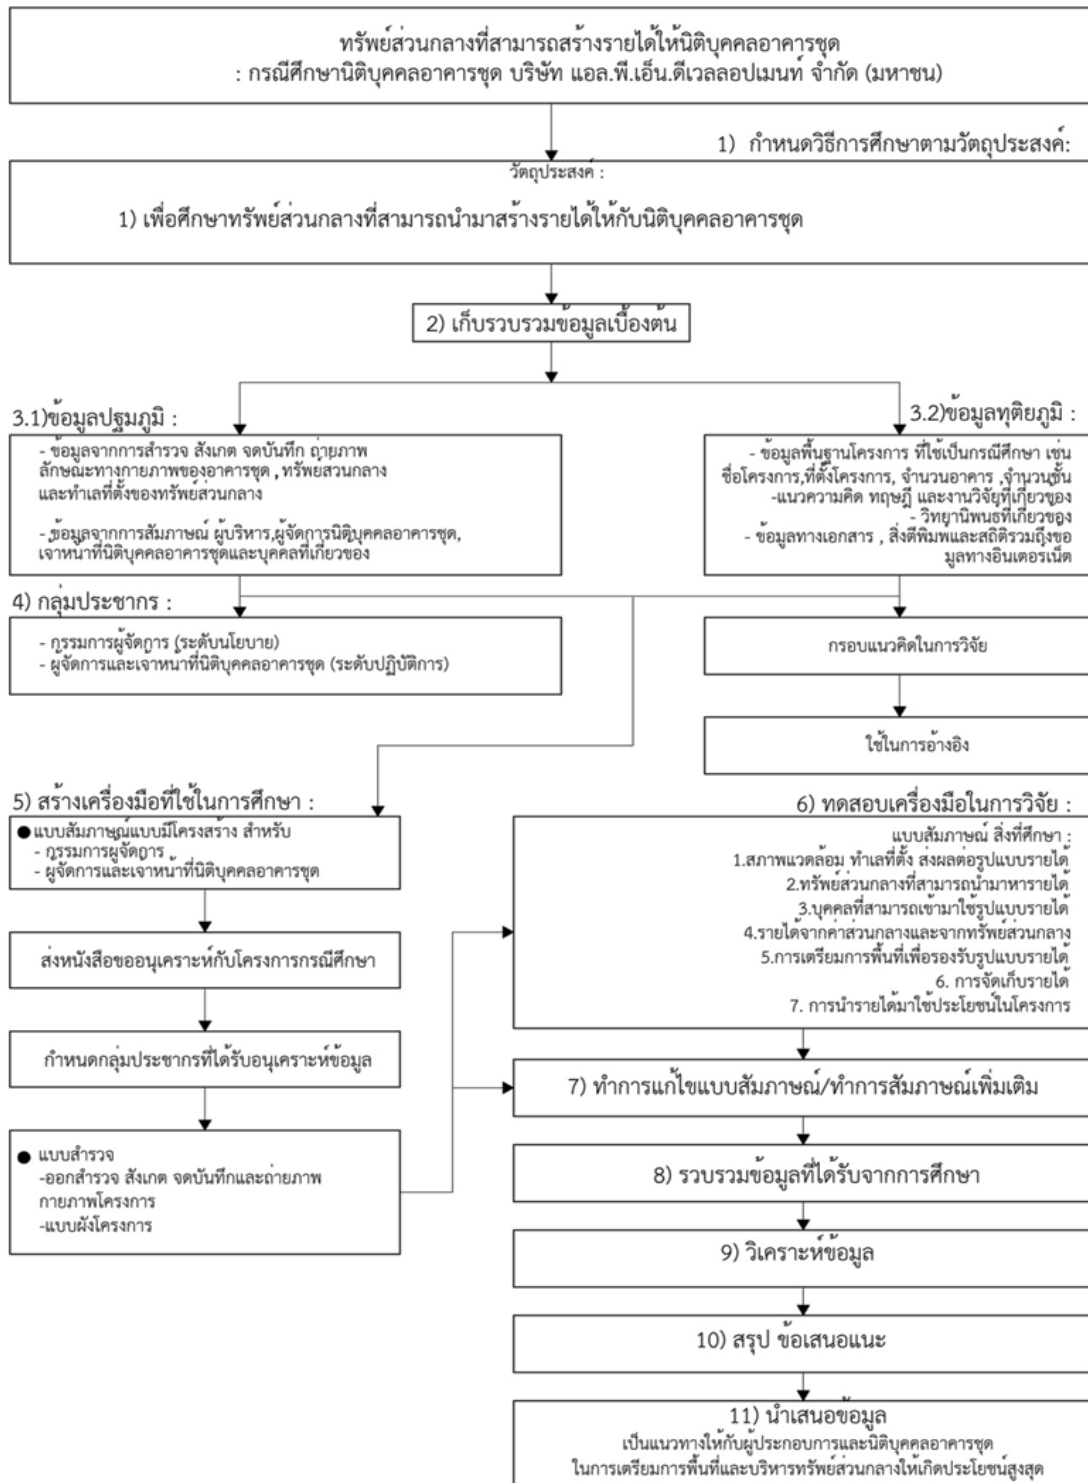 ทรัพย์ส่วนกลางที่สามารถสร้างรายได้ให้นิติบุคคลอาคารชุด
: กรณีศึกษานิติบุคคลอาคารชุด บริษัท แอล.พี.เอ็น.ดีเวลลอปเมนท์ จำกัด (มหาชน)
1) กำหนดวิธีการศึกษาตามวัตถุประสงค์:
วัตถุประสงค์ :
1) เพื่อศึกษาทรัพย์ส่วนกลางที่สามารถนำมาสร้างรายได้ให้กับนิติบุคคลอาคารชุด
2) เก็บรวบรวมข้อมูลเบื้องต้น
3.1)ข้อมูลปฐมภูมิ :
- ข้อมูลจากการสำรวจ สังเกต จดบันทึก ถ่ายภาพ
ลักษณะทางกายภาพของอาคารชุด , ทรัพย์ส่วนกลาง
และทำเลที่ตั้งของทรัพย์ส่วนกลาง
- ข้อมูลจากการสัมภาษณ์ ผู้บริหาร,ผู้จัดการนิติบุคคลอาคารชุด,
เจ้าหน้าที่นิติบุคคลอาคารชุดและบุคคลที่เกี่ยวข้อง
3.2)ข้อมูลทุติยภูมิ :
- ข้อมูลพื้นฐานโครงการ ที่ใช้เป็นกรณีศึกษา เช่น
ชื่อโครงการ,ที่ตั้งโครงการ, จำนวนอาคาร ,จำนวนชั้น
-แนวความคิด ทฤษฎี และงานวิจัยที่เกี่ยวข้อง
- วิทยานิพนธ์ที่เกี่ยวข้อง
- ข้อมูลทางเอกสาร , สิ่งตีพิมพ์และสถิติรวมถึงขอ
มูลทางอินเตอร์เน็ต
4) กลุ่มประชากร :
- กรรมการผู้จัดการ (ระดับนโยบาย)
- ผู้จัดการและเจ้าหน้าที่นิติบุคคลอาคารชุด (ระดับปฏิบัติการ)
กรอบแนวคิดในการวิจัย
ใช้ในการอ้างอิง
5) สร้างเครื่องมือที่ใช้ในการศึกษา :
● แบบสัมภาษณ์แบบมีโครงสร้าง สำหรับ
- กรรมการผู้จัดการ
- ผู้จัดการและเจ้าหน้าที่นิติบุคคลอาคารชุด
ส่งหนังสือขออนุเคราะห์กับโครงการกรณีศึกษา
กำหนดกลุ่มประชากรที่ได้รับอนุเคราะห์ข้อมูล
● แบบสำรวจ
-ออกสำรวจ สังเกต จดบันทึกและถ่ายภาพ
กายภาพโครงการ
-แบบผังโครงการ
6) ทดสอบเครื่องมือในการวิจัย :
แบบสัมภาษณ์ สิ่งที่ศึกษา :
1.สภาพแวดล้อม ทำเลที่ตั้ง ส่งผลต่อรูปแบบรายได้
2.ทรัพย์ส่วนกลางที่สามารถนำมาหารายได้
3.บุคคลที่สามารถเข้ามาใช้รูปแบบรายได้
4.รายได้จากค่าส่วนกลางและจากทรัพย์ส่วนกลาง
5.การเตรียมการพื้นที่เพื่อรองรับรูปแบบรายได้
6. การจัดเก็บรายได้
7. การนำรายได้มาใช้ประโยชน์ในโครงการ
7) ทำการแก้ไขแบบสัมภาษณ์/ทำการสัมภาษณ์เพิ่มเติม
8) รวบรวมข้อมูลที่ได้รับจากการศึกษา
9) วิเคราะห์ข้อมูล
10) สรุป ข้อเสนอแนะ
11) นำเสนอข้อมูล
เป็นแนวทางให้กับผู้ประกอบการและนิติบุคคลอาคารชุด
ในการเตรียมการพื้นที่และบริหารทรัพย์ส่วนกลางให้เกิดประโยชน์สูงสุด